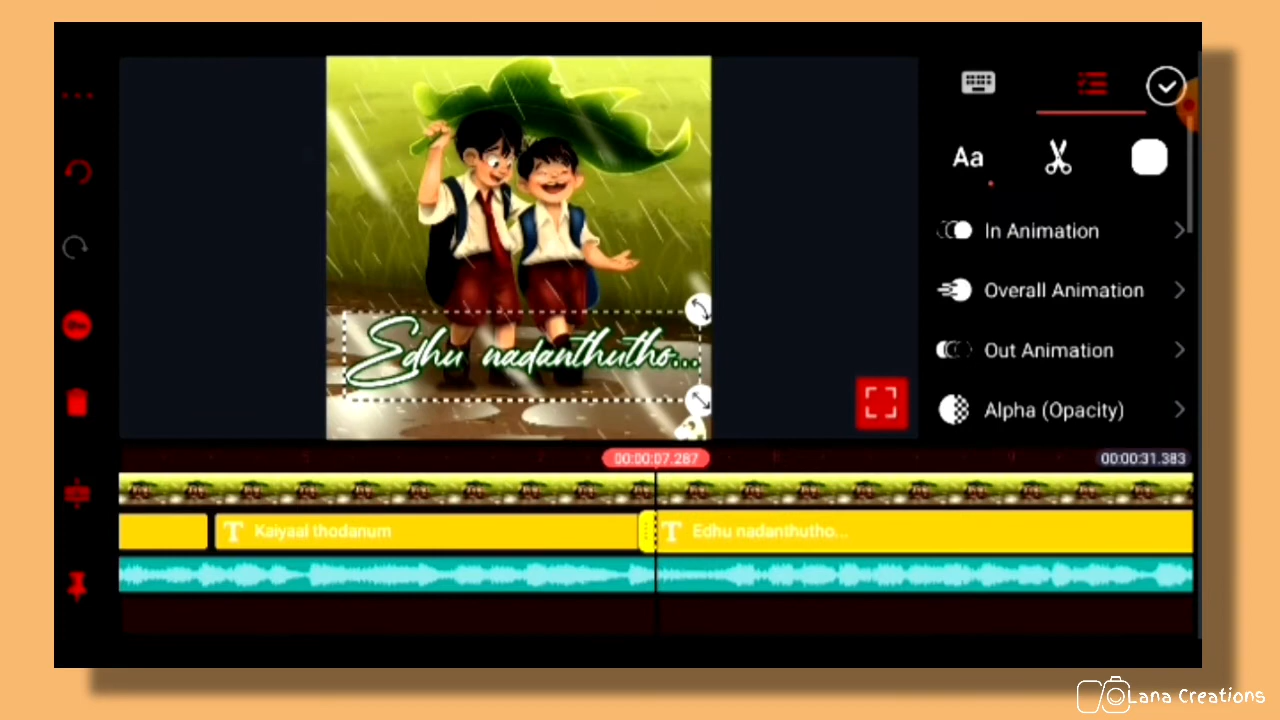 Aa
In Animation
Overall Animation
Edhu nadanthutho...
Out Animation
Alpha (Opacity)
00:00:07.287
00:00:31.383
T Kaiyaal thodanum
T Edhu nadanthutho...
Lana Creations